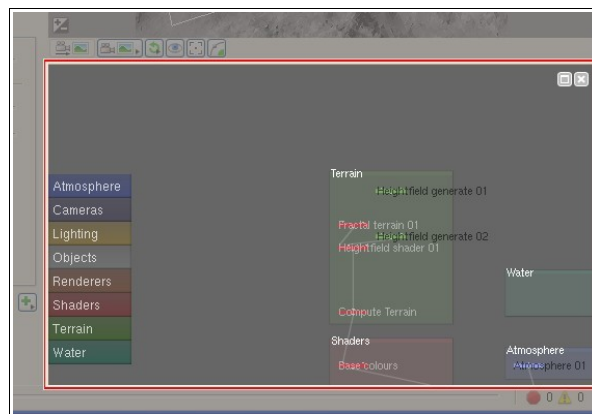 Atmosphere
Cameras
Lighting
Objects
Renderers
Shaders
Terrain
Water
Terrain
Heightfield generate 01
Fractal terrain 01
Heightfield generate 02
Heightfield shader 01
Compute Terrain
Shaders
Base colours
Water
Atmosphere
Atmosphere 01
0
0